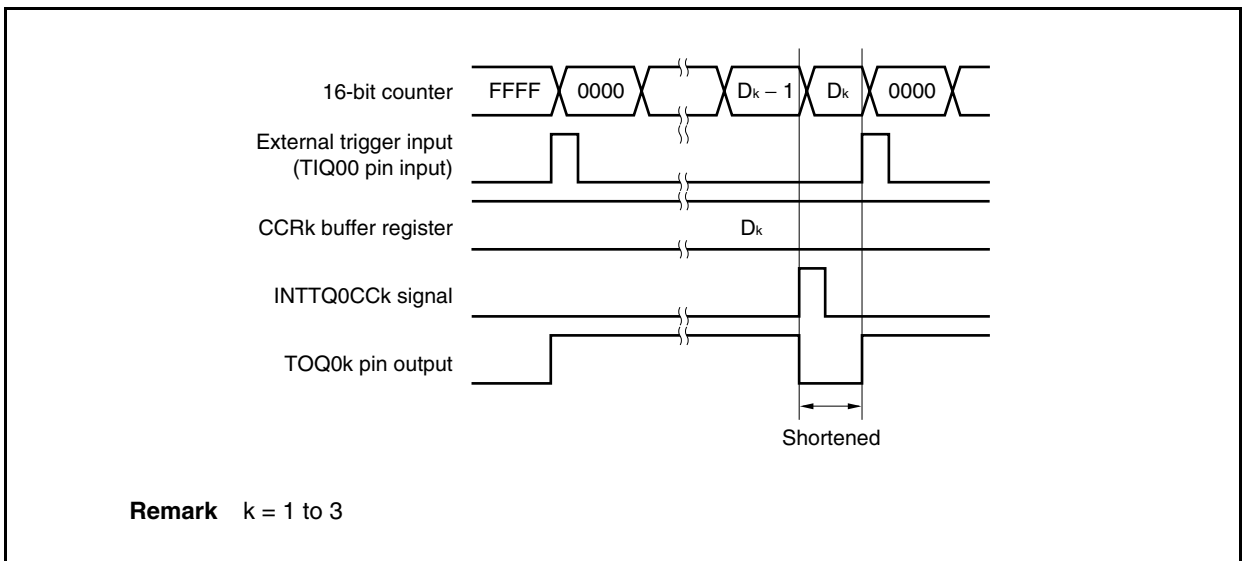 16-bit counter FFFF 0000 Dk − 1 Dk 0000
External trigger input
(TIQ00 pin input)
CCRk buffer register Dk
INTTQ0CCk signal
TOQ0k pin output
Shortened
Remark k = 1 to 3